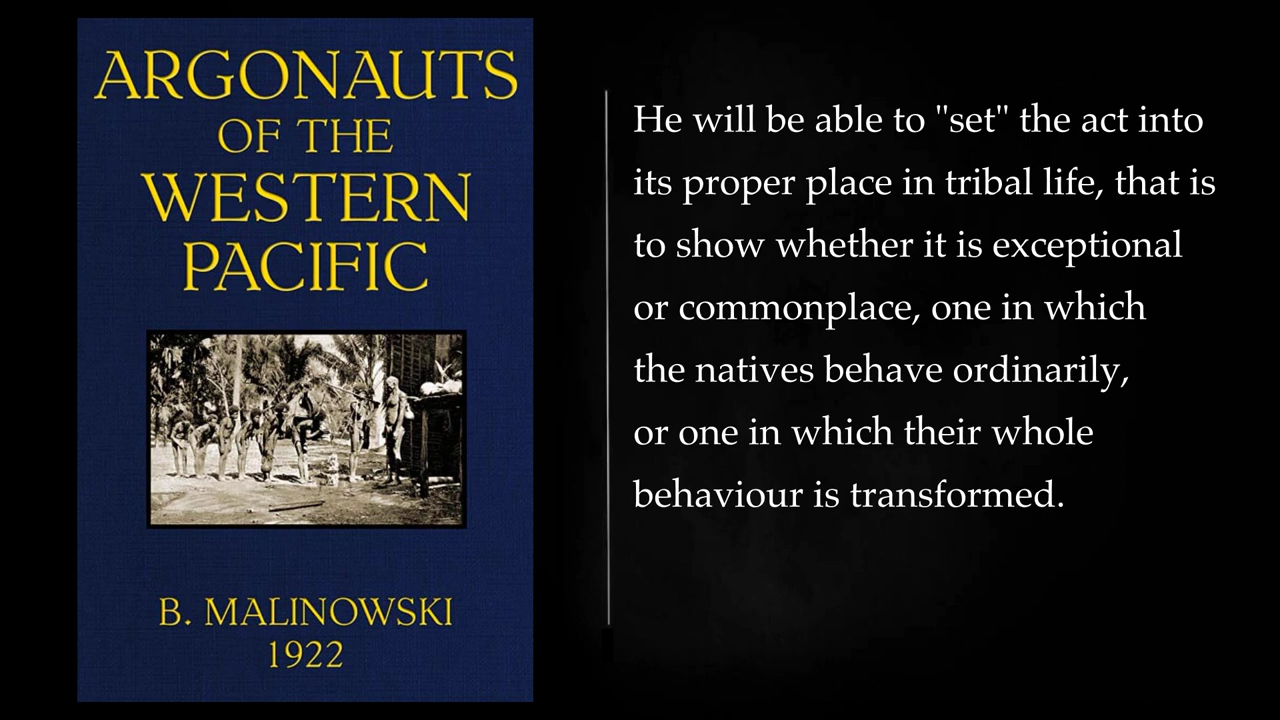 ARGONAUTS
OF THE
WESTERN
PACIFIC
B. MALINOWSKI
1922
He will be able to "set" the act into
its proper place in tribal life, that is
to show whether it is exceptional
or commonplace, one in which
the natives behave ordinarily,
or one in which their whole
behaviour is transformed.